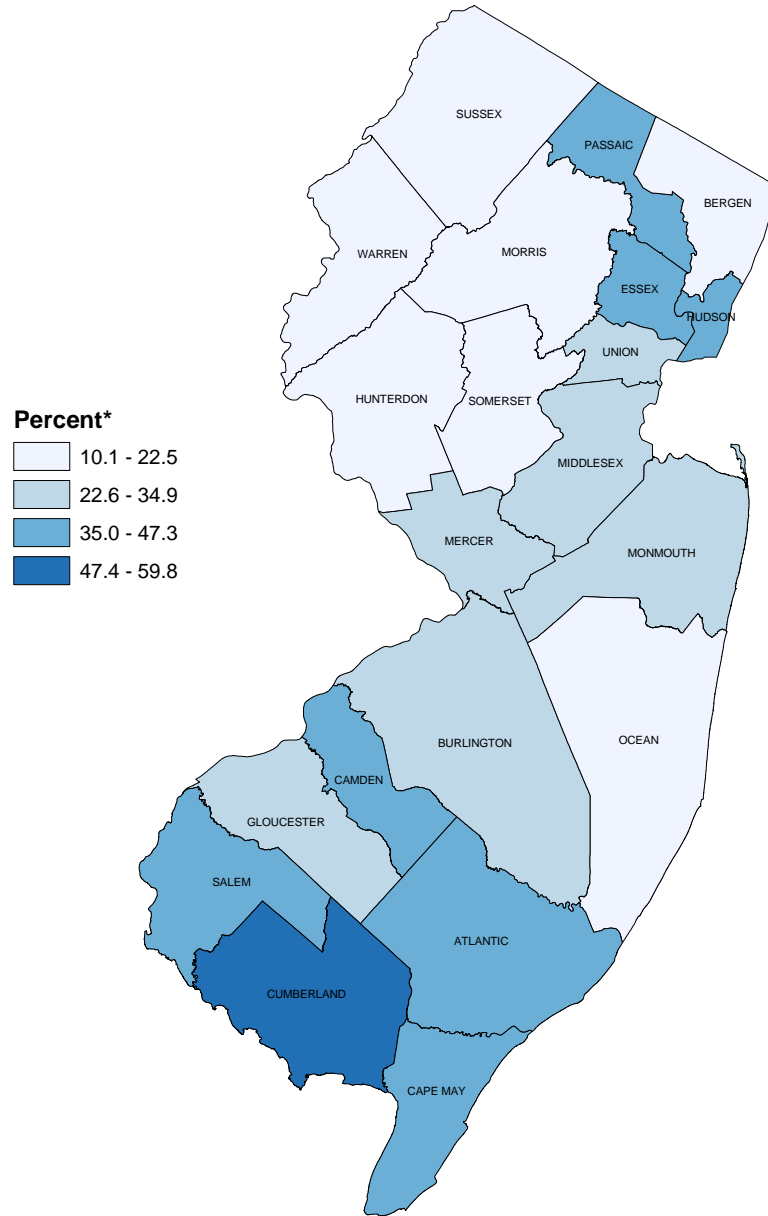 SUSSEX
PASSAIC
BERGEN
WARREN
MORRIS
ESSEX
HUDSON
UNION
HUNTERDON
SOMERSET
Percent*
10.1 - 22.5
22.6 - 34.9
35.0 - 47.3
47.4 - 59.8
MIDDLESEX
MERCER
MONMOUTH
OCEAN
BURLINGTON
CAMDEN
GLOUCESTER
SALEM
ATLANTIC
CUMBERLAND
CAPE MAY